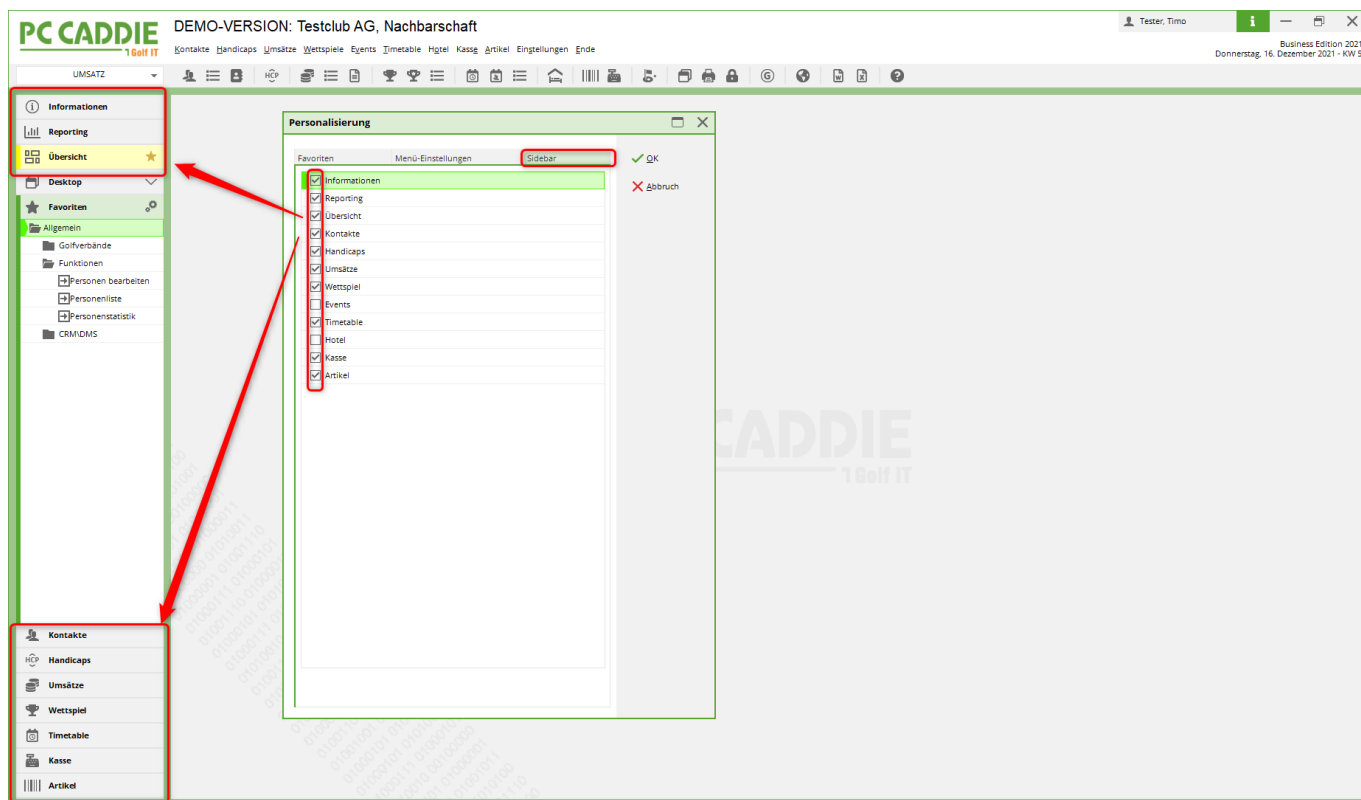 PC CADDIE
Golf IT
DEMO-VERSION: Testclub AG, Nachbarschaft
Kontakte Handicaps Umsätze Wettspiele Events Timetable Hotel Kasse Artikel Einstellungen Ende
Tester, Timo
i
Business Edition 2021
Donnerstag, 16. Dezember 2021 - KW 5
UMSATZ
HCP
G
W
X
?
i
Informationen
Reporting
Übersicht
Desktop
Favoriten
Allgemein
Golfverbände
Funktionen
Personen bearbeiten
Personenliste
Personenstatistik
CRM\DMS
Kontakte
HCP
Handicaps
Umsätze
Wettspiel
Timetable
Kasse
Artikel
Personalisierung
Favoriten
Menü-Einstellungen
Sidebar
OK
Abbruch
Informationen
Reporting
Übersicht
Kontakte
Handicaps
Umsätze
Wettspiel
Events
Timetable
Hotel
Kasse
Artikel
CADDIE
Golf IT